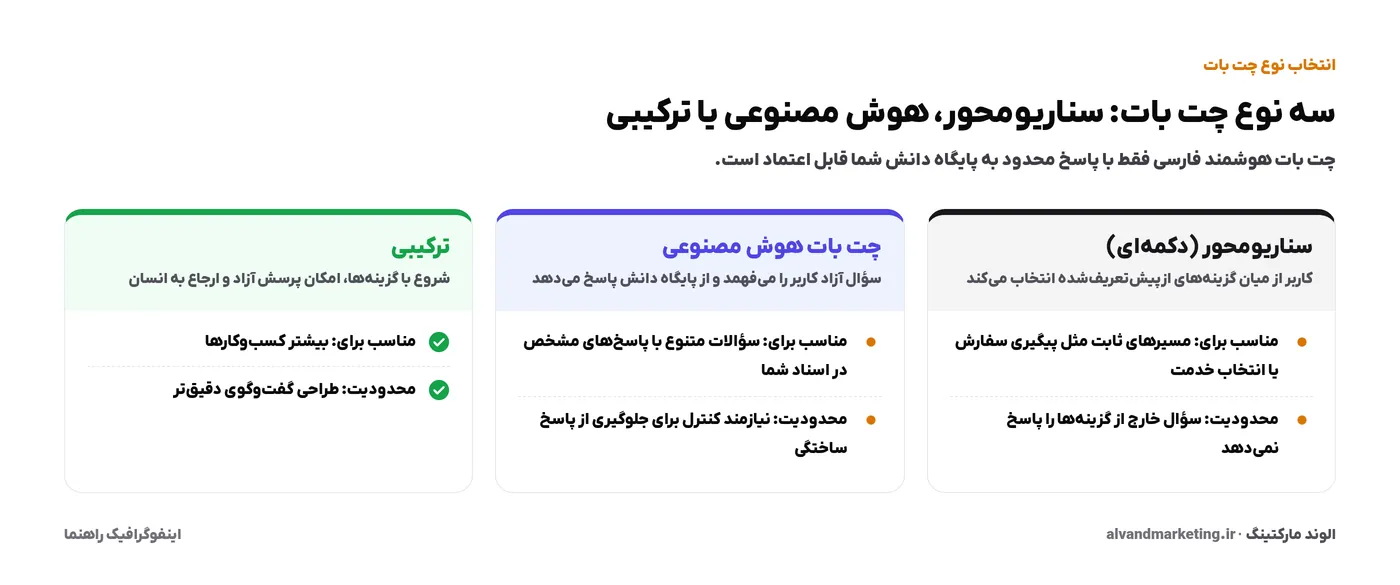 انتخاب نوع چت بات
سه نوع چت بات: سناریومحور، هوش مصنوعی یا ترکیبی
چت بات هوشمند فارسی فقط با پاسخ محدود به پایگاه دانش شما قابل اعتماد است.
سناریومحور (دکمه‌ای)
کاربر از میان گزینه‌های ازپیش‌تعریف‌شده انتخاب می‌کند
مناسب برای: مسیرهای ثابت مثل پیگیری سفارش
یا انتخاب خدمت
محدودیت: سؤال خارج از گزینه‌ها را پاسخ
نمی‌دهد
چت بات هوش مصنوعی
سؤال آزاد کاربر را می‌فهمد و از پایگاه دانش پاسخ می‌دهد
مناسب برای: سؤالات متنوع با پاسخ‌های مشخص
در اسناد شما
محدودیت: نیازمند کنترل برای جلوگیری از پاسخ
ساختگی
ترکیبی
شروع با گزینه‌ها، امکان پرسش آزاد و ارجاع به انسان
مناسب برای: بیشتر کسب‌وکارها
محدودیت: طراحی گفت‌وگوی دقیق‌تر
الوند مارکتینگ · alvandmarketing.ir
اینفوگرافیک راهنما